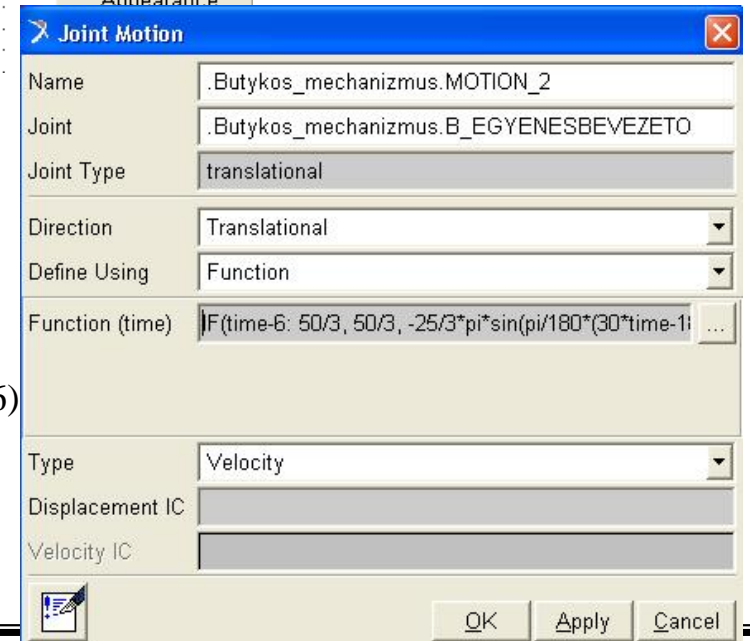 Appearance
Joint Motion
Name .Butykos_mechanizmus.MOTION_2
Joint .Butykos_mechanizmus.B_EGYENESBEVEZETO
Joint Type translational
Direction Translational
Define Using Function
Function (time) IF(time-6: 50/3, 50/3, -25/3*pi*sin(pi/180*(30*time-1 ...
6)
Type Velocity
Displacement IC
Velocity IC
OK Apply Cancel